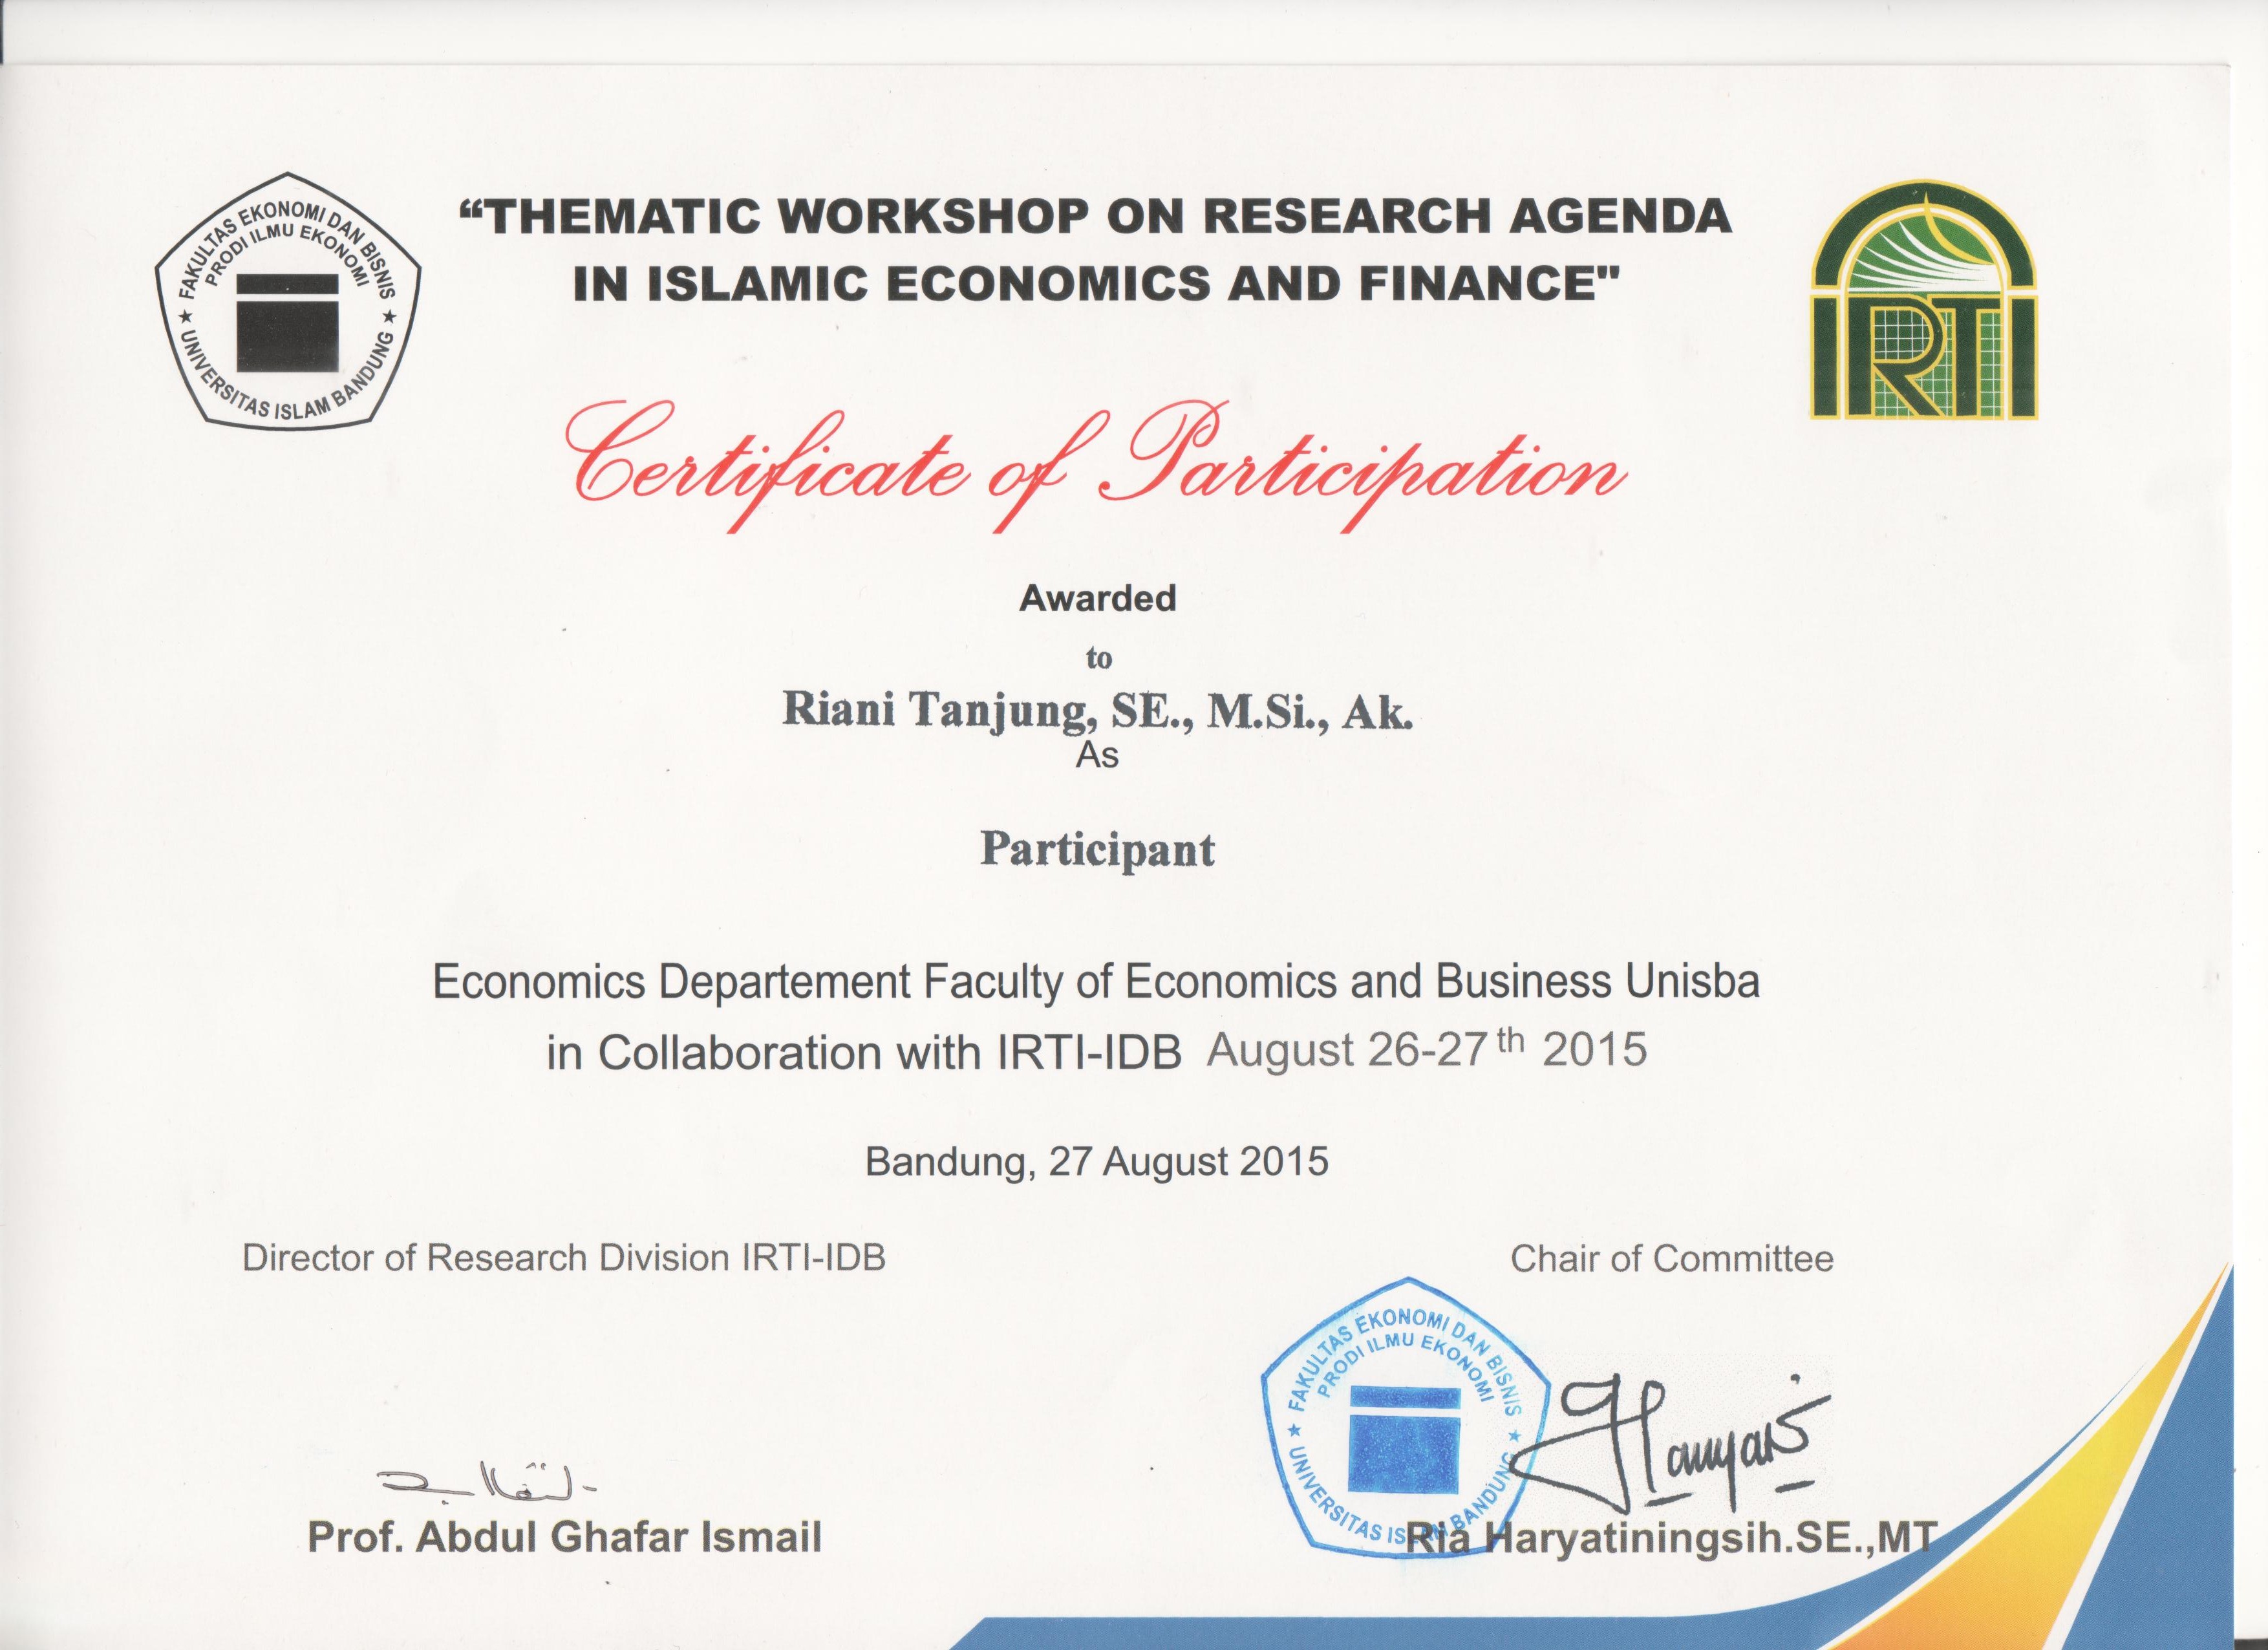 FAKULTAS EKONOMI DAN BISNIS
PRODI ILMU EKONOMI
★ UNIVERSITAS ISLAM BANDUNG ★
“THEMATIC WORKSHOP ON RESEARCH AGENDA
IN ISLAMIC ECONOMICS AND FINANCE"
IRTI
Certificate of Participation
Awarded
to
Riani Tanjung, SE., M.Si., Ak.
As
Participant
Economics Departement Faculty of Economics and Business Unisba
in Collaboration with IRTI-IDB August 26-27th 2015
Bandung, 27 August 2015
Director of Research Division IRTI-IDB
Chair of Committee
FAKULTAS EKONOMI DAN BISNIS
PRODI ILMU EKONOMI
★ UNIVERSITAS ISLAM BANDUNG ★
Prof. Abdul Ghafar Ismail
Ria Haryatiningsih.SE.,MT